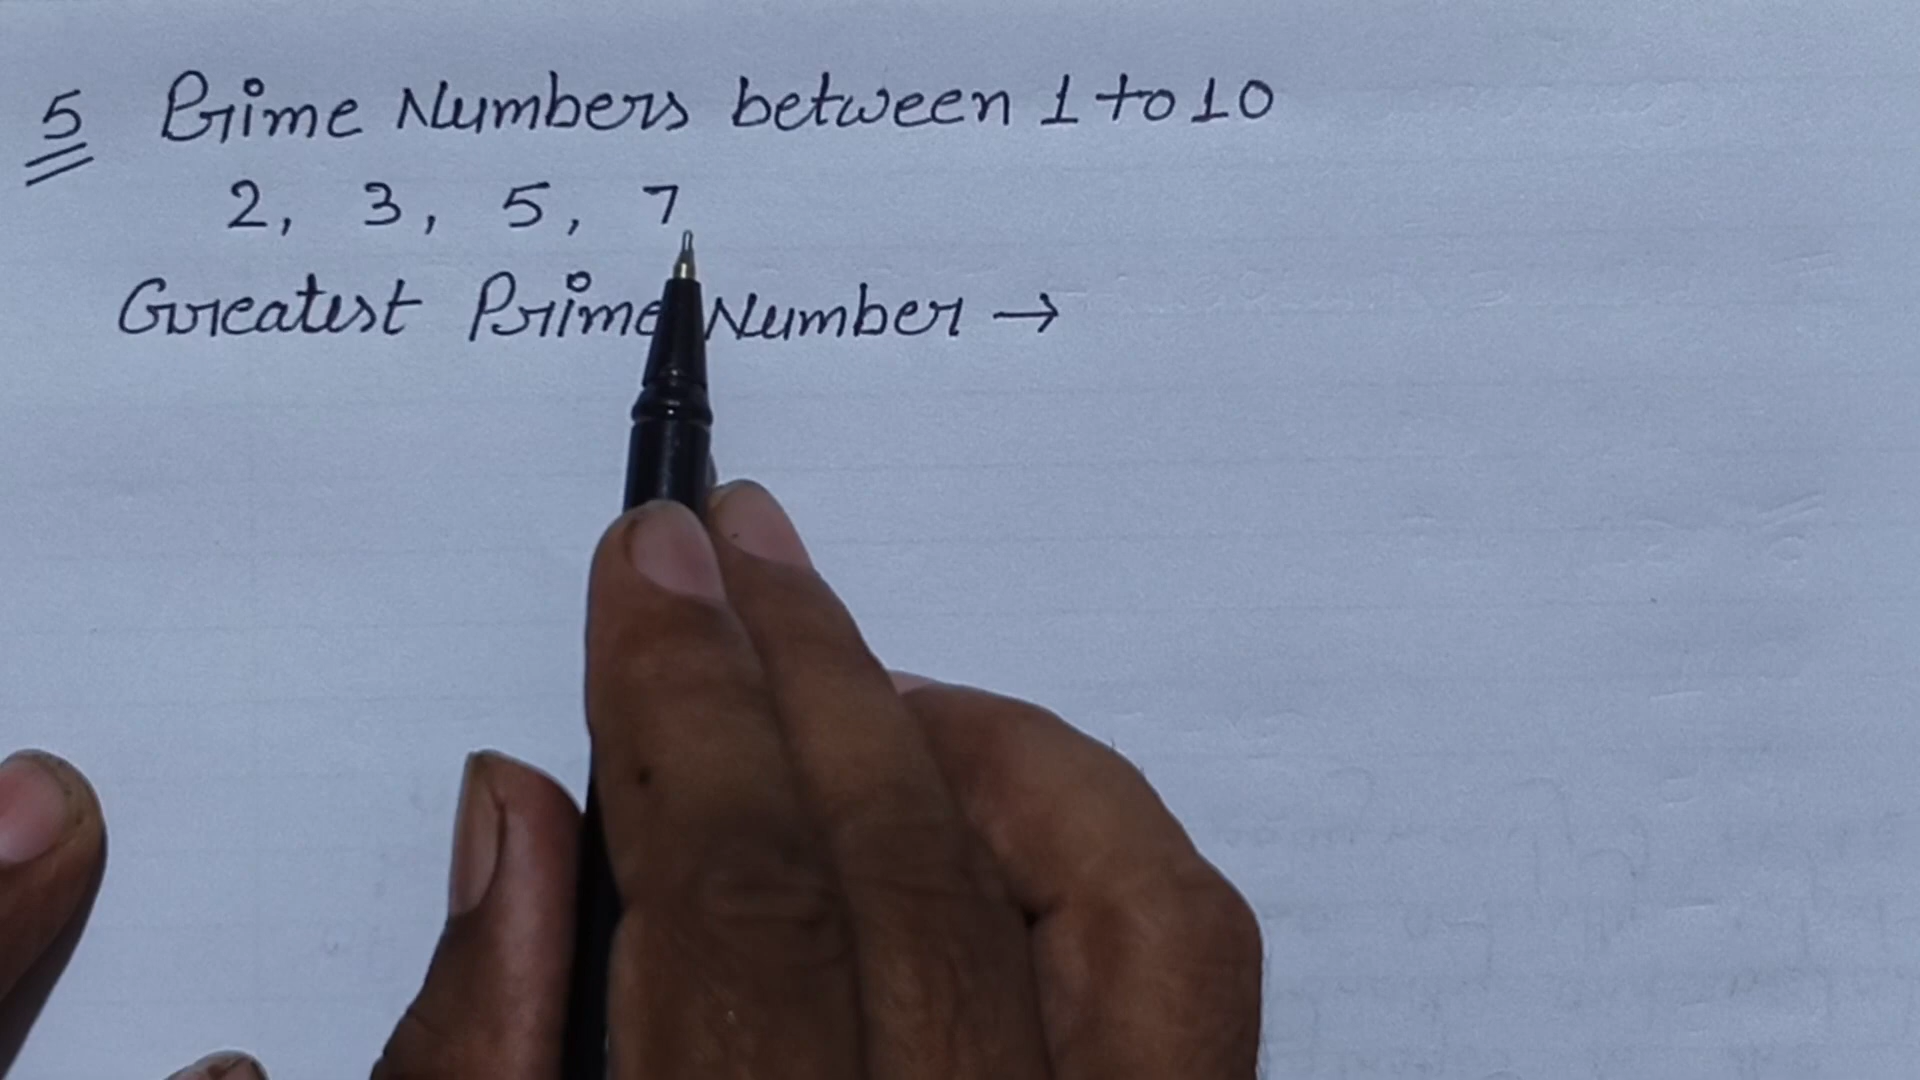 5 Prime Numbers between 1 to 10
2, 3, 5, 7
Greatest Prime Number →